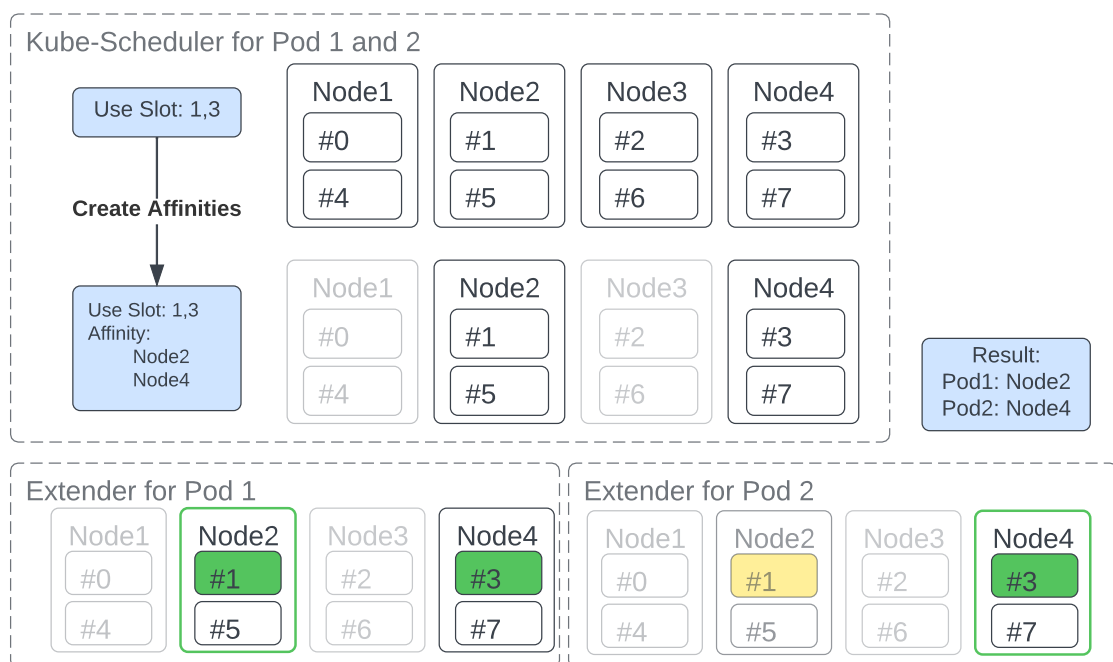 Kube-Scheduler for Pod 1 and 2
Use Slot: 1,3
Create Affinities
Use Slot: 1,3
Affinity:
Node2
Node4
Node1
Node2
Node3
Node4
#0
#1
#2
#3
#4
#5
#6
#7
Node1
Node2
Node3
Node4
#0
#1
#2
#3
#4
#5
#6
#7
Result:
Pod1: Node2
Pod2: Node4
Extender for Pod 1
Node1
Node2
Node3
Node4
#0
#1
#2
#3
#4
#5
#6
#7
Extender for Pod 2
Node1
Node2
Node3
Node4
#0
#1
#2
#3
#4
#5
#6
#7